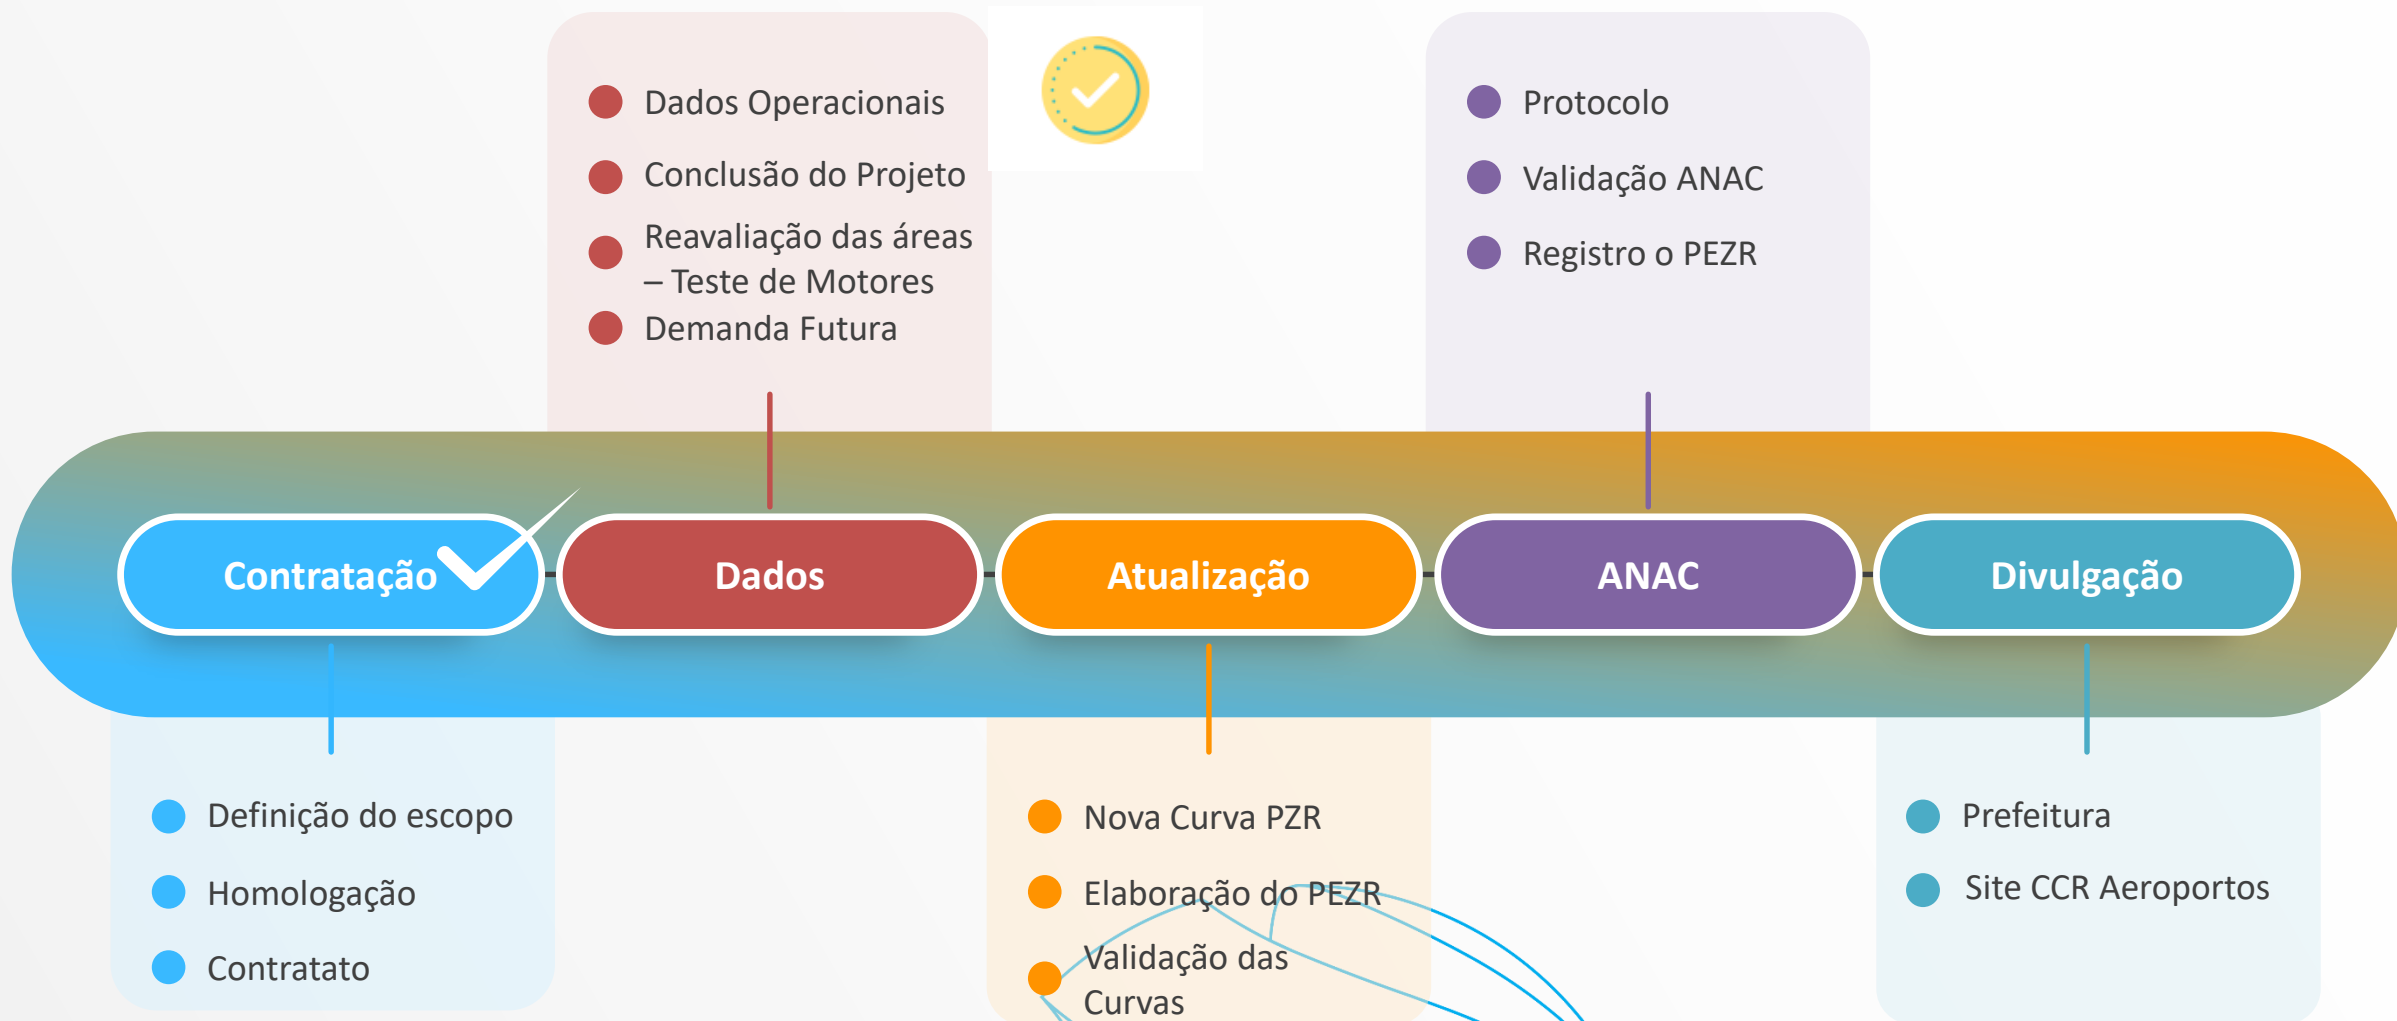 Dados Operacionais
Conclusão do Projeto
Reavaliação das áreas
– Teste de Motores
Demanda Futura
Protocolo
Validação ANAC
Registro o PEZR
Contratação
Dados
Atualização
ANAC
Divulgação
Definição do escopo
Homologação
Contratato
Nova Curva PZR
Elaboração do PEZR
Validação das
Curvas
Prefeitura
Site CCR Aeroportos